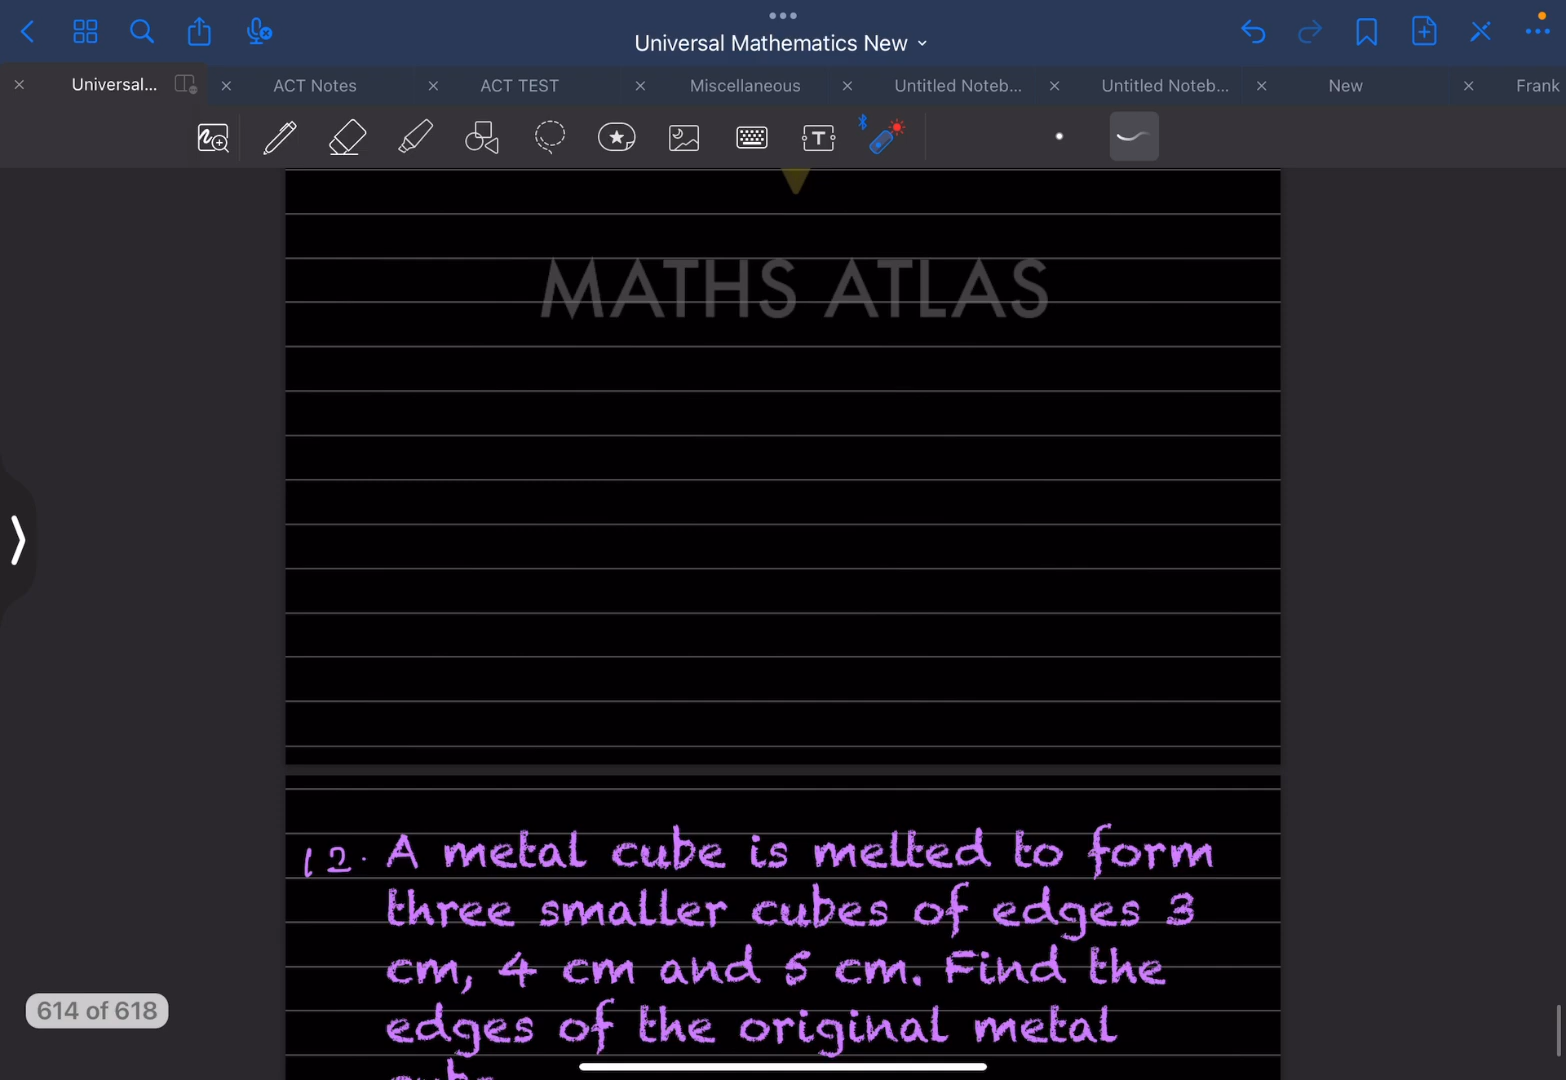 Universal Mathematics New
Universal...
ACT Notes
ACT TEST
Miscellaneous
Untitled Noteb...
Untitled Noteb...
New
Frank
T
MATHS ATLAS
12. A metal cube is melted to form
three smaller cubes of edges 3
cm, 4 cm and 5 cm. Find the
edges of the original metal
614 of 618